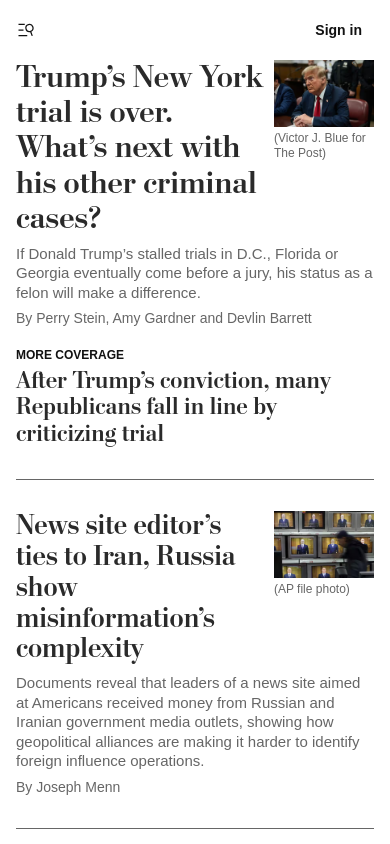 Sign in
Trump’s New York
trial is over.
What’s next with
his other criminal
cases?
(Victor J. Blue for
The Post)
If Donald Trump’s stalled trials in D.C., Florida or
Georgia eventually come before a jury, his status as a
felon will make a difference.
By Perry Stein, Amy Gardner and Devlin Barrett
MORE COVERAGE
After Trump’s conviction, many
Republicans fall in line by
criticizing trial
News site editor’s
ties to Iran, Russia
show
misinformation’s
complexity
(AP file photo)
Documents reveal that leaders of a news site aimed
at Americans received money from Russian and
Iranian government media outlets, showing how
geopolitical alliances are making it harder to identify
foreign influence operations.
By Joseph Menn